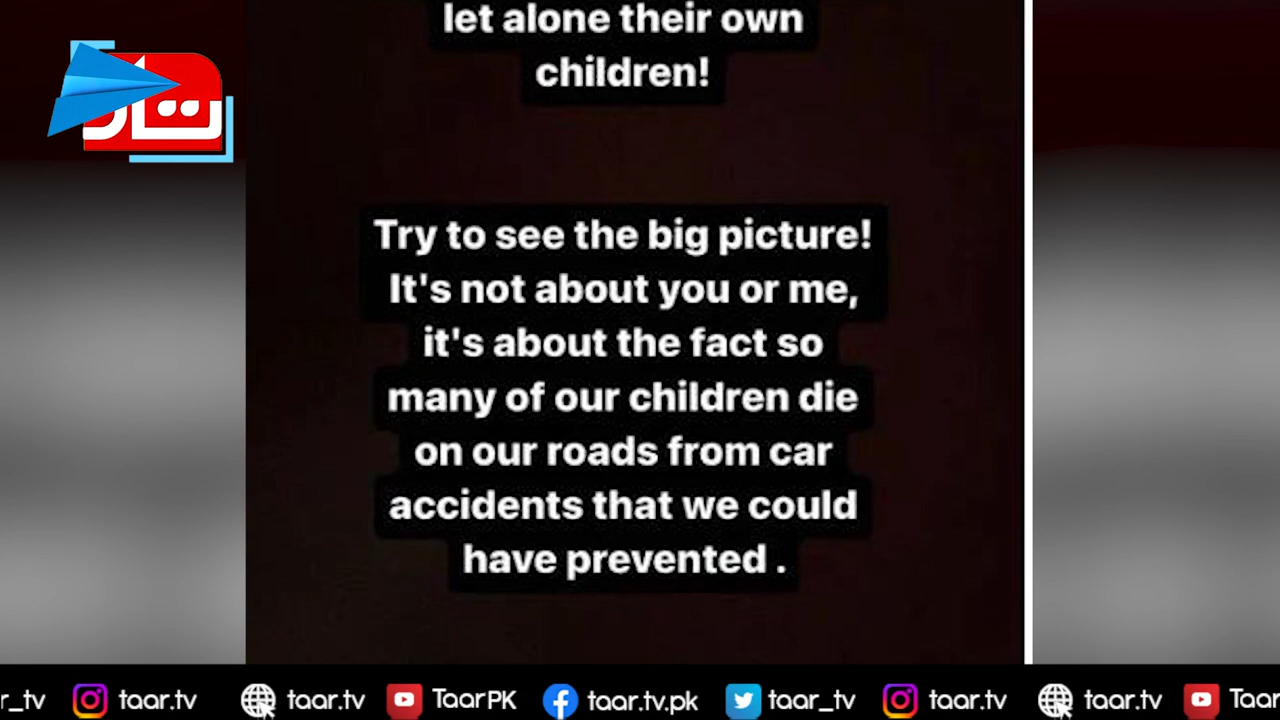 let alone their own
children!
تار
Try to see the big picture!
It's not about you or me,
it's about the fact so
many of our children die
on our roads from car
accidents that we could
have prevented .
r_tv taar.tv taar.tv TaarPK taar.tv.pk taar_tv taar.tv taar.tv Taar